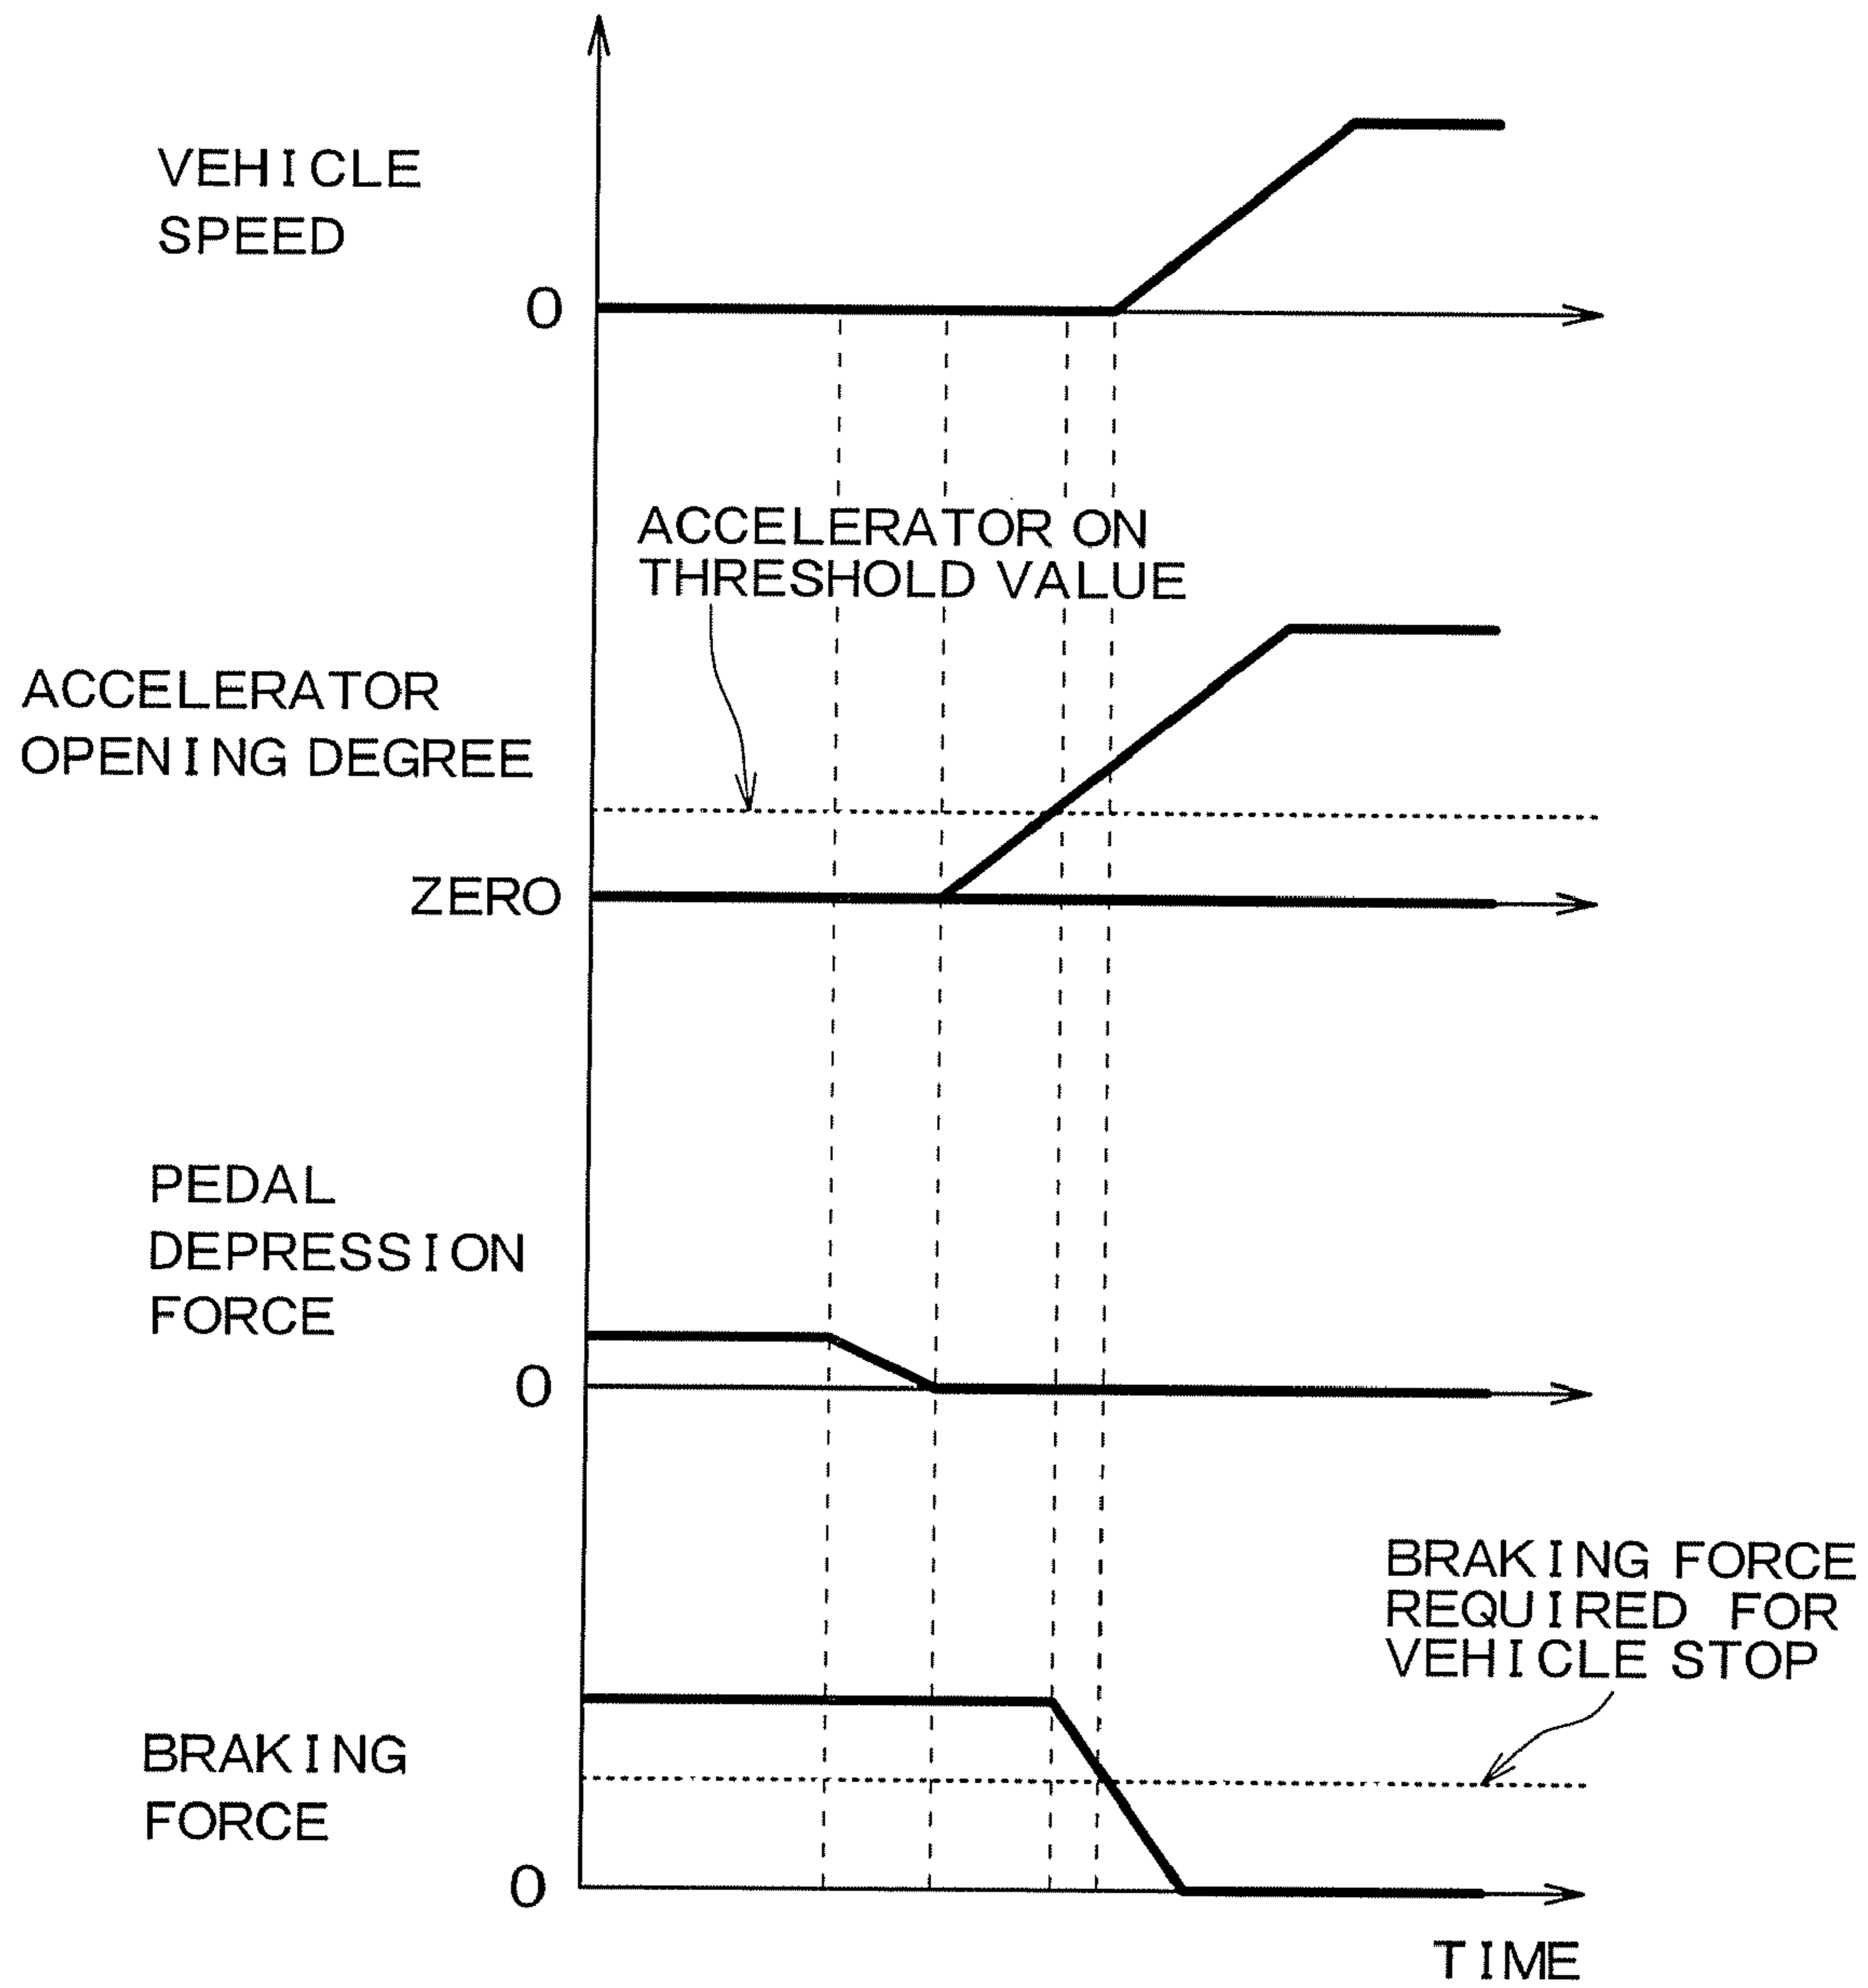 VEHICLE
SPEED
0
ACCELERATOR ON
THRESHOLD VALUE
ACCELERATOR
OPENING DEGREE
ZERO
PEDAL
DEPRESSION
FORCE
0
BRAKING FORCE
REQUIRED FOR
VEHICLE STOP
BRAKING
FORCE
0
TIME